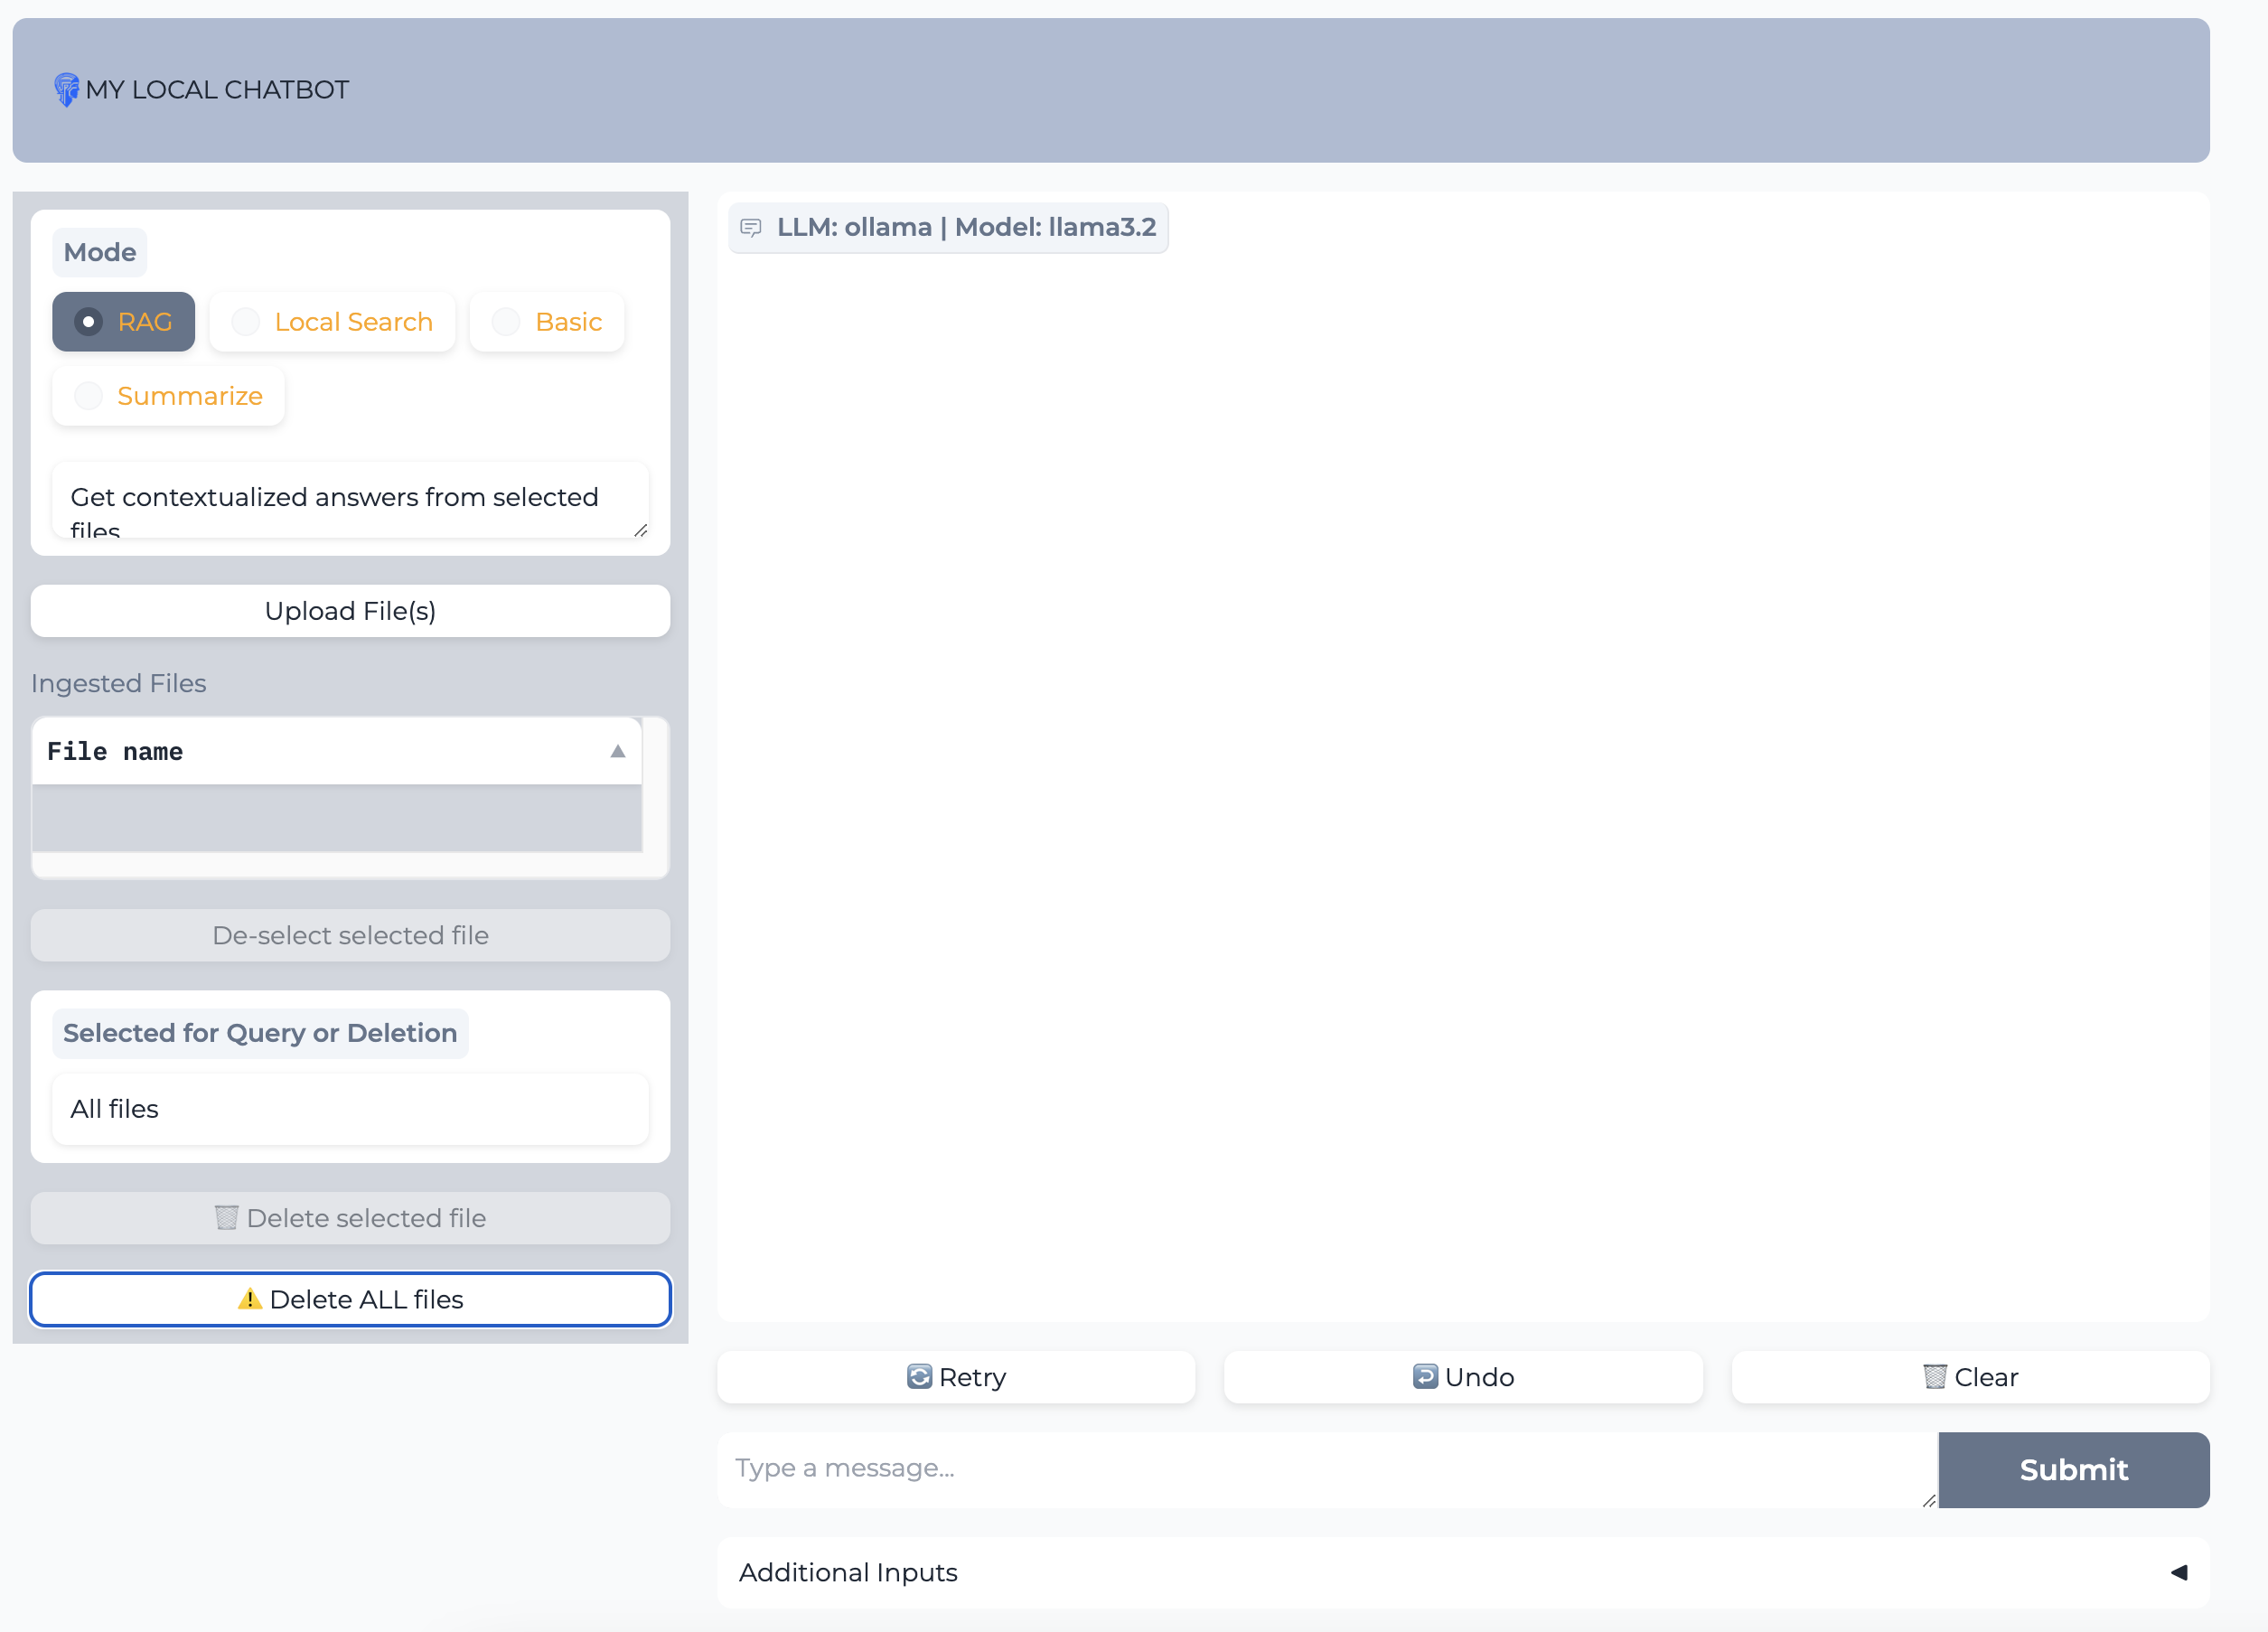 MY LOCAL CHATBOT
Mode
RAG
Local Search
Basic
Summarize
Get contextualized answers from selected
files
Upload File(s)
Ingested Files
File name
De-select selected file
Selected for Query or Deletion
All files
🗑️ Delete selected file
⚠️ Delete ALL files
LLM: ollama | Model: llama3.2
🔄 Retry
↩️ Undo
🗑️ Clear
Type a message...
Submit
Additional Inputs